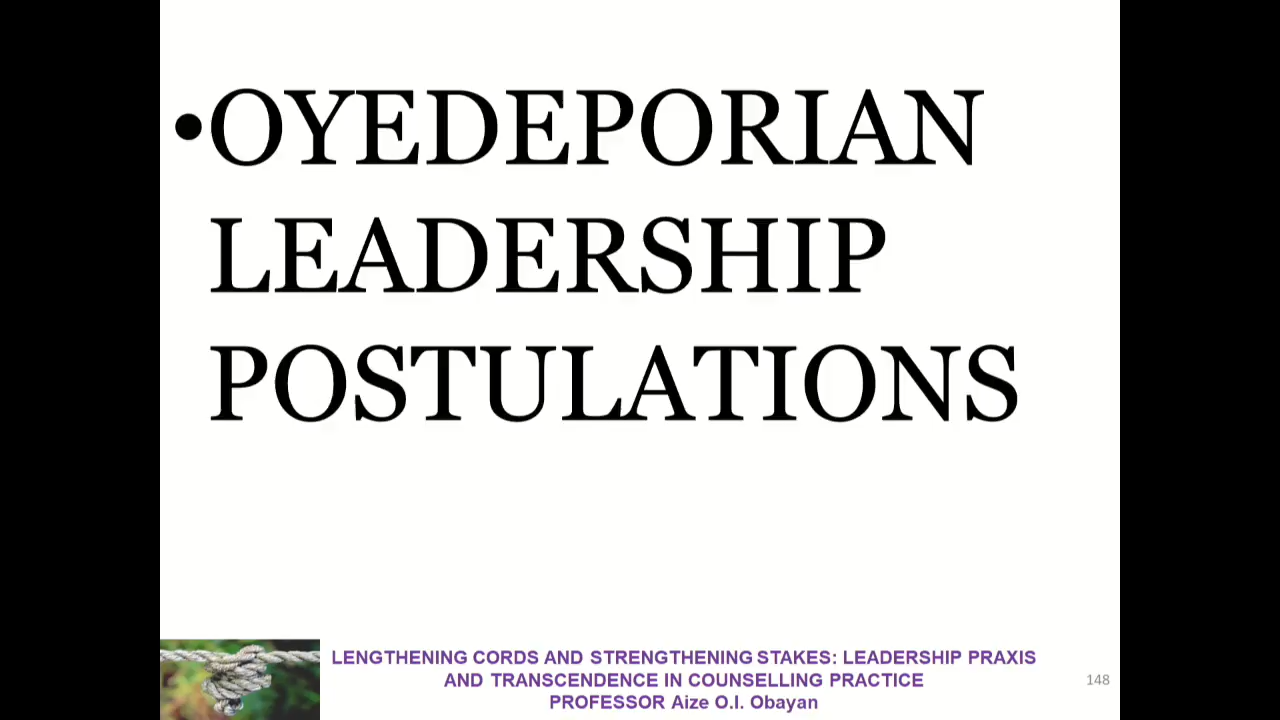 •OYEDEPORIAN
LEADERSHIP
POSTULATIONS
LENGTHENING CORDS AND STRENGTHENING STAKES: LEADERSHIP PRAXIS
AND TRANSCENDENCE IN COUNSELLING PRACTICE
PROFESSOR Aize O.I. Obayan
148